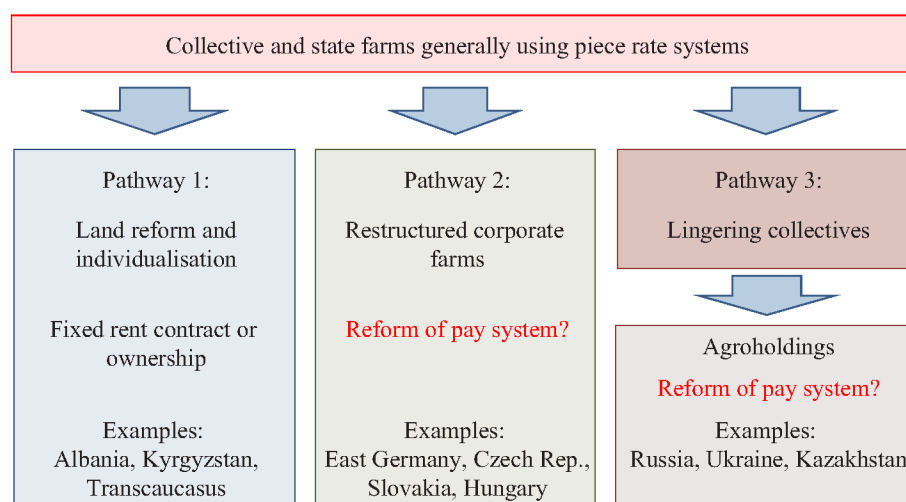 Collective and state farms generally using piece rate systems
Pathway 1:
Land reform and
individualisation
Fixed rent contract or
ownership
Examples:
Albania, Kyrgyzstan,
Transcaucasus
Pathway 2:
Restructured corporate
farms
Reform of pay system?
Examples:
East Germany, Czech Rep.,
Slovakia, Hungary
Pathway 3:
Lingering collectives
Agroholdings
Reform of pay system?
Examples:
Russia, Ukraine, Kazakhstan